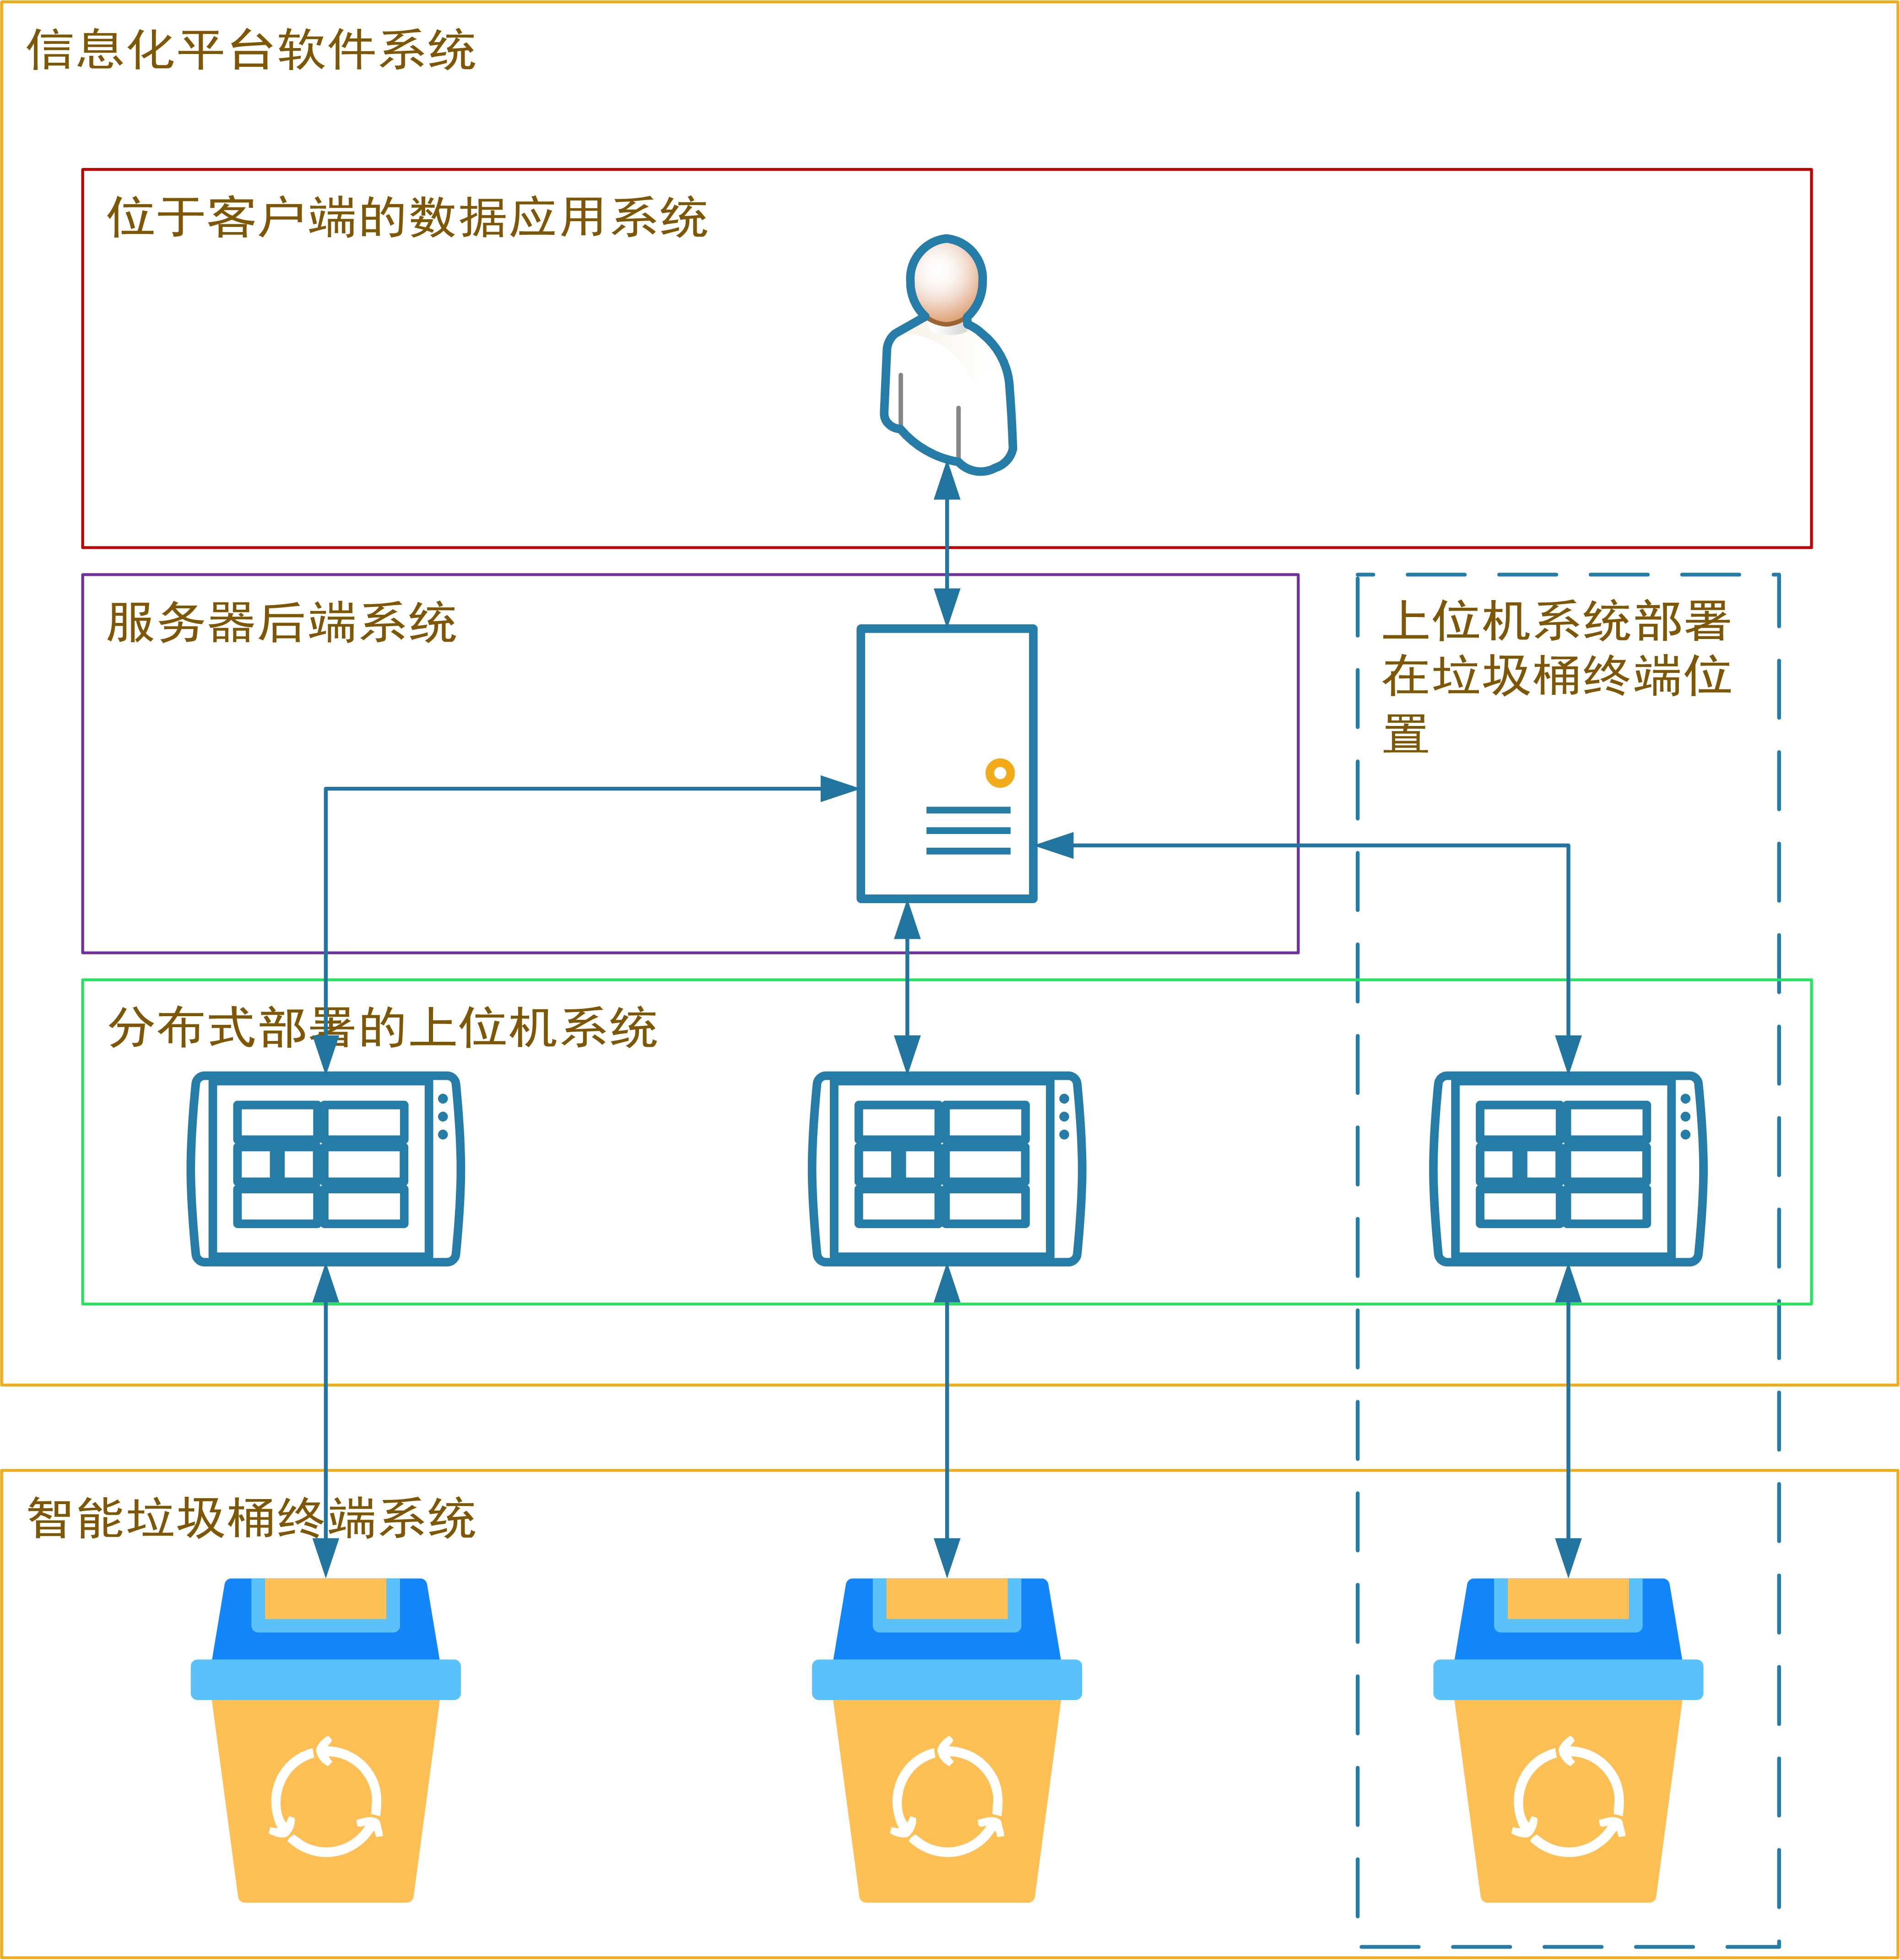 信息化平台软件系统
位于客户端的数据应用系统
服务器后端系统
上位机系统部署
在垃圾桶终端位
置
分布式部署的上位机系统
智能垃圾桶终端系统